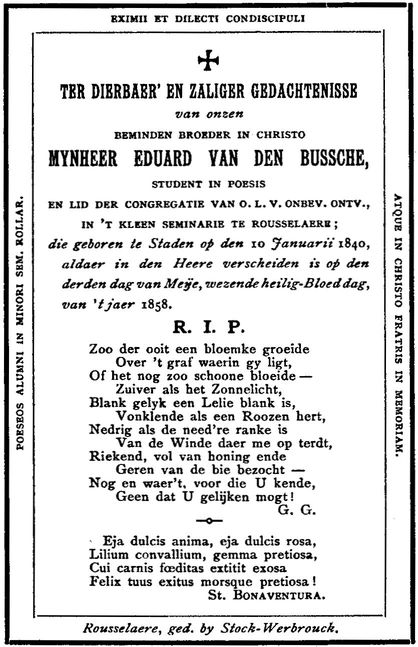 EXIMII ET DILECTI CONDISCIPULI
POESEOS ALUMNI IN MINORI SEM. ROLLAR.
ATQUE IN CHRISTO FRATRIS IN MEMORIAM.
TER DIERBAER' EN ZALIGER GEDACHTENISSE
van onzen
BEMINDEN BROEDER IN CHRISTO
MYNHEER EDUARD VAN DEN BUSSCHE,
STUDENT IN POESIS
EN LID DER CONGREGATIE VAN O. L. V. ONBEV. ONTV.,
IN 'T KLEEN SEMINARIE TE ROUSSELAERE;
die geboren te Staden op den 10 Januarii 1840,
aldaer in den Heere verscheiden is op den
derden dag van Meije, wezende heilig-Bloed dag,
van 't jaer 1858.
R. I. P.
Zoo der ooit een bloemke groeide
Over 't graf waerin gy ligt,
Of het nog zoo schoone bloeide —
Zuiver als het Zonnelicht,
Blank gelyk een Lelie blank is,
Vonklende als een Roozen hert,
Nedrig als de need're ranke is
Van de Winde daer me op terdt,
Riekend, vol van honing ende
Geren van de bie bezocht —
Nog en waer't, voor die U kende,
Geen dat U gelijken mogt!
G. G.
Eja dulcis anima, eja dulcis rosa,
Lilium convallium, gemma pretiosa,
Cui carnis fœditas extitit exosa
Felix tuus exitus morsque pretiosa!
St. BONAVENTURA.
Rousselaere, ged. by Stock-Werbrouck.